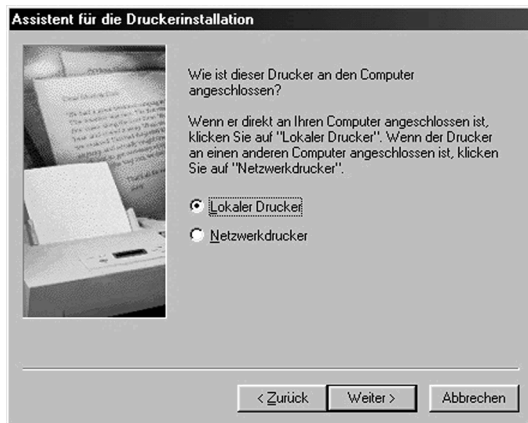 Assistent für die Druckerinstallation
Wie ist dieser Drucker an den Computer
angeschlossen?
Wenn er direkt an Ihren Computer angeschlossen ist,
klicken Sie auf "Lokaler Drucker". Wenn der Drucker
an einen anderen Computer angeschlossen ist, klicken
Sie auf "Netzwerkdrucker".
Lokaler Drucker
Netzwerkdrucker
< Zurück
Weiter >
Abbrechen